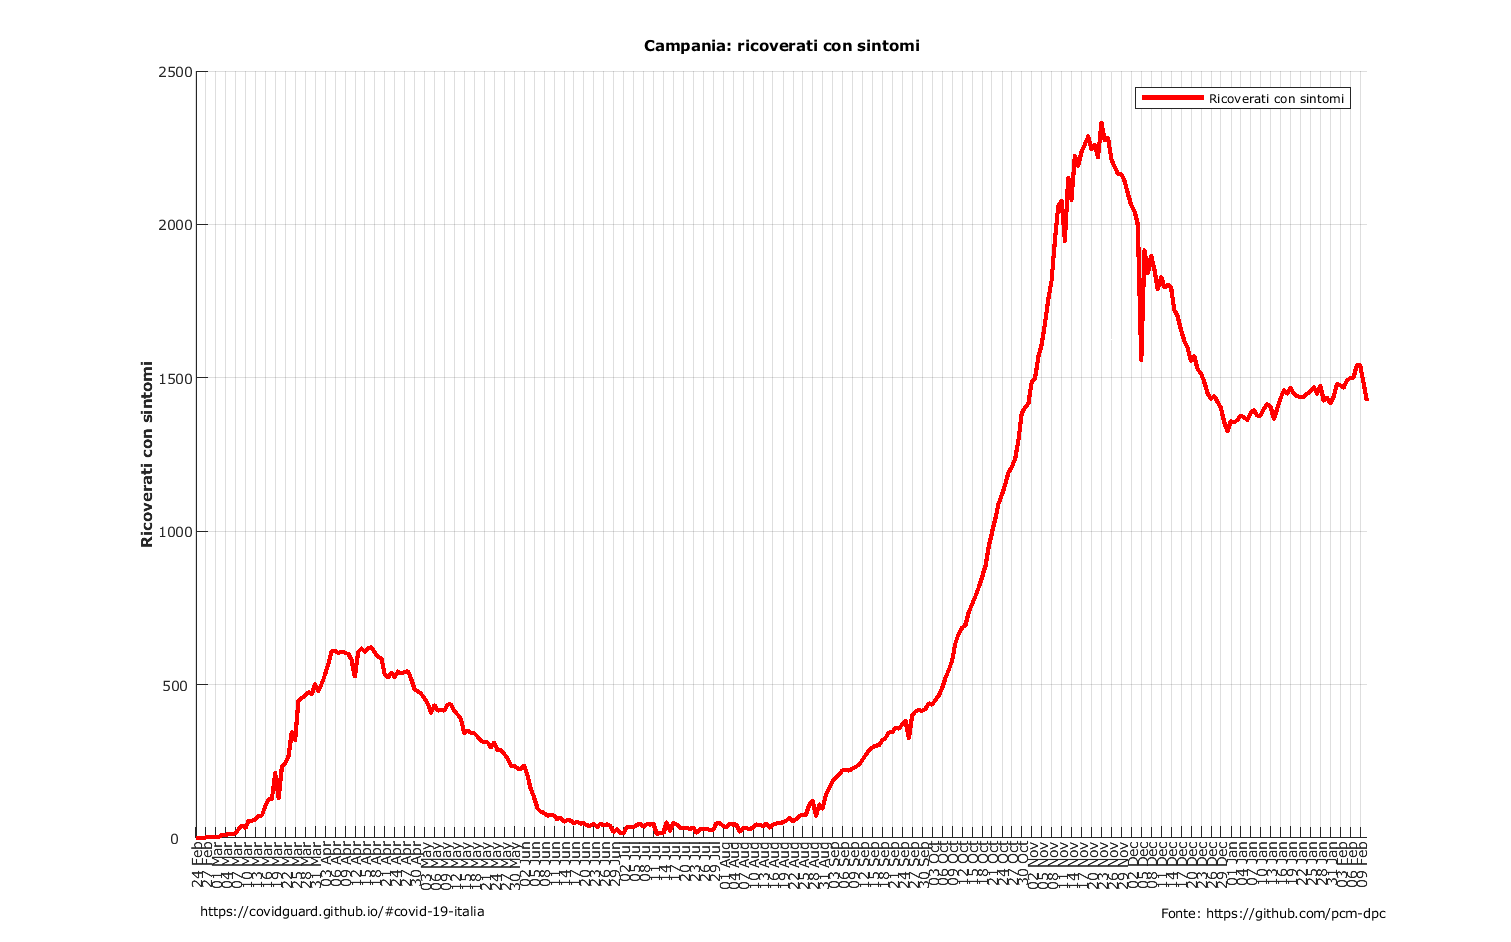 Campania: ricoverati con sintomi
Ricoverati con sintomi
Ricoverati con sintomi
2500
2000
1500
1000
500
0
24 Feb
27 Feb
01 Mar
04 Mar
07 Mar
10 Mar
13 Mar
16 Mar
19 Mar
22 Mar
25 Mar
28 Mar
31 Mar
03 Apr
06 Apr
09 Apr
12 Apr
15 Apr
18 Apr
21 Apr
24 Apr
27 Apr
30 Apr
03 May
06 May
09 May
12 May
15 May
18 May
21 May
24 May
27 May
30 May
02 Jun
05 Jun
08 Jun
11 Jun
14 Jun
17 Jun
20 Jun
23 Jun
26 Jun
29 Jun
02 Jul
05 Jul
08 Jul
11 Jul
14 Jul
17 Jul
20 Jul
23 Jul
26 Jul
29 Jul
01 Aug
04 Aug
07 Aug
10 Aug
13 Aug
16 Aug
19 Aug
22 Aug
25 Aug
28 Aug
31 Aug
03 Sep
06 Sep
09 Sep
12 Sep
15 Sep
18 Sep
21 Sep
24 Sep
27 Sep
30 Sep
03 Oct
06 Oct
09 Oct
12 Oct
15 Oct
18 Oct
21 Oct
24 Oct
27 Oct
30 Oct
02 Nov
05 Nov
08 Nov
11 Nov
14 Nov
17 Nov
20 Nov
23 Nov
26 Nov
29 Nov
02 Dec
05 Dec
08 Dec
11 Dec
14 Dec
17 Dec
20 Dec
23 Dec
26 Dec
29 Dec
01 Jan
04 Jan
07 Jan
10 Jan
13 Jan
16 Jan
19 Jan
22 Jan
25 Jan
28 Jan
31 Jan
03 Feb
06 Feb
09 Feb
https://covidguard.github.io/#covid-19-italia
Fonte: https://github.com/pcm-dpc